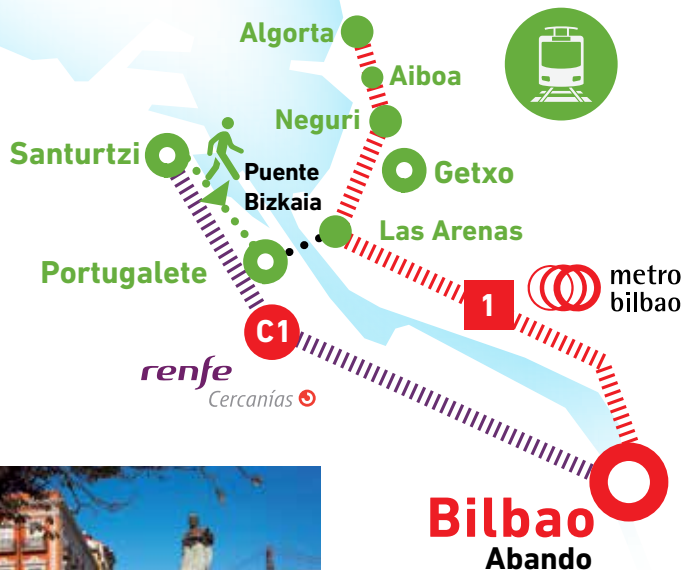 Algorta
Aiboa
Neguri
Santurtzi
Puente
Bizkaia
Getxo
Las Arenas
Portugalete
1
metro
bilbao
C1
renfe
Cercanías
Bilbao
Abando